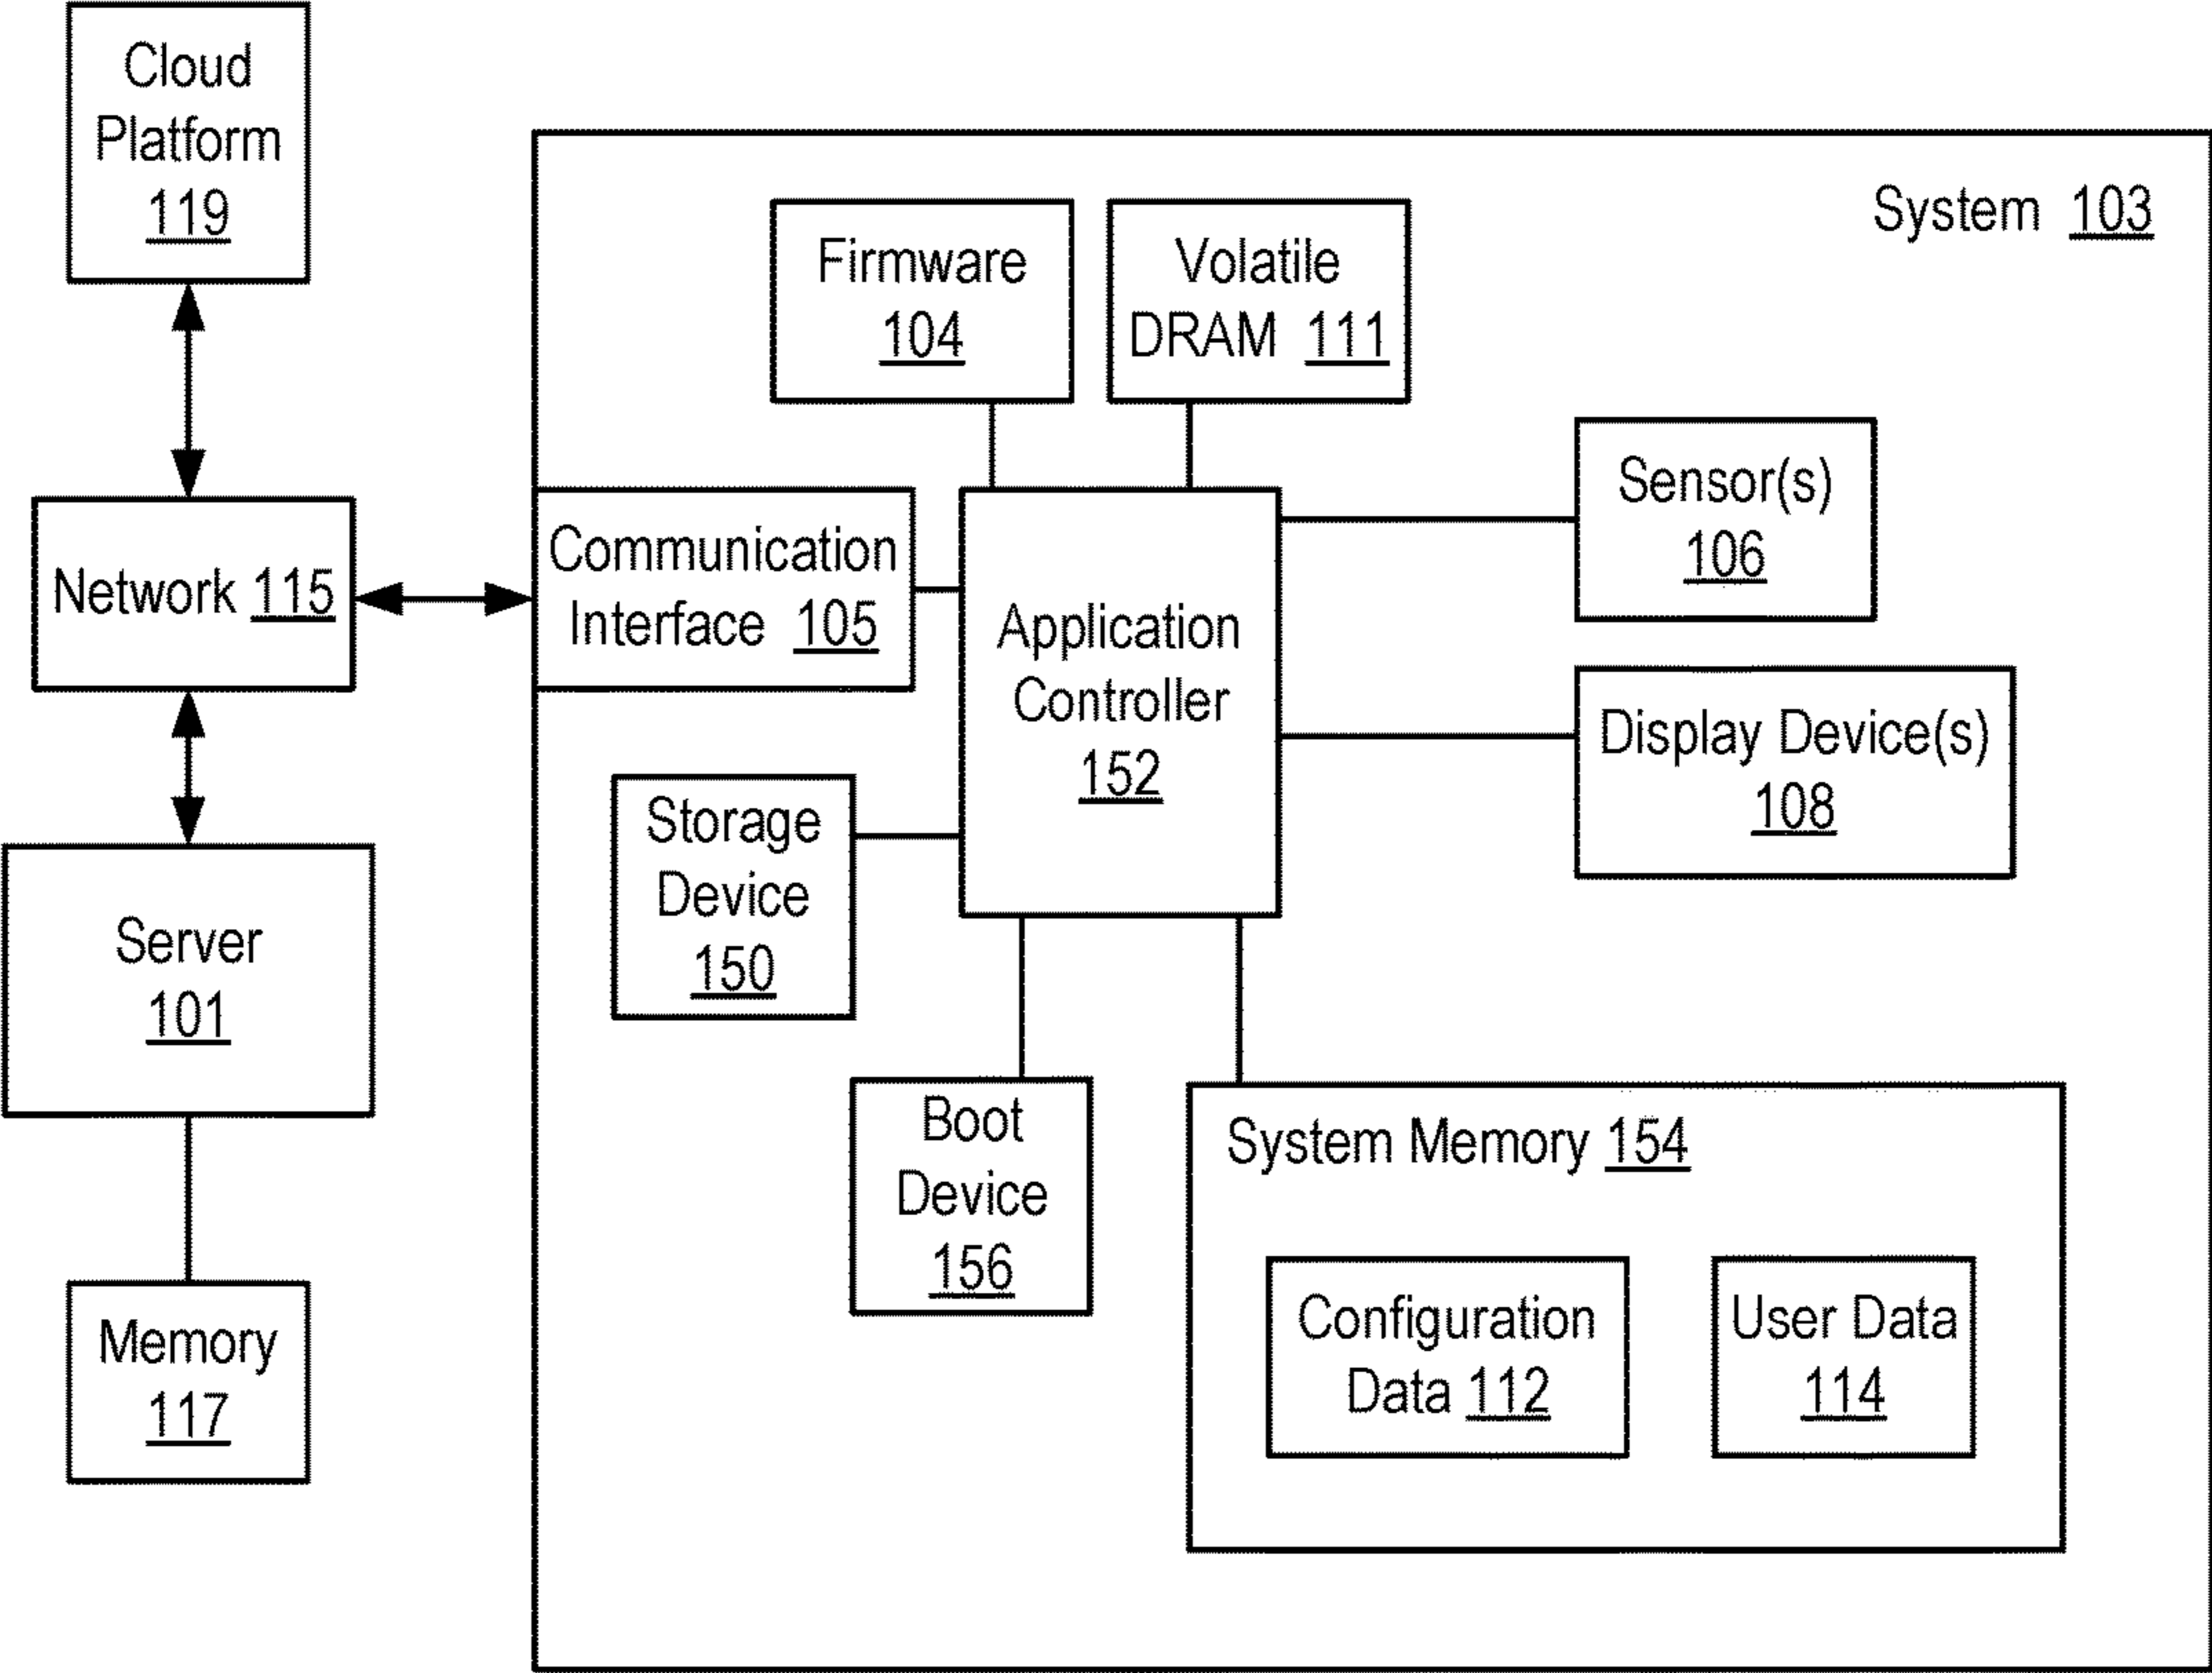 Cloud
Platform
119
System 103
Firmware
104
Volatile
DRAM 111
Sensor(s)
106
Network 115
Communication
Interface 105
Application
Controller
152
Display Device(s)
108
Storage
Device
150
Server
101
Boot
Device
156
System Memory 154
Configuration
Data 112
User Data
114
Memory
117